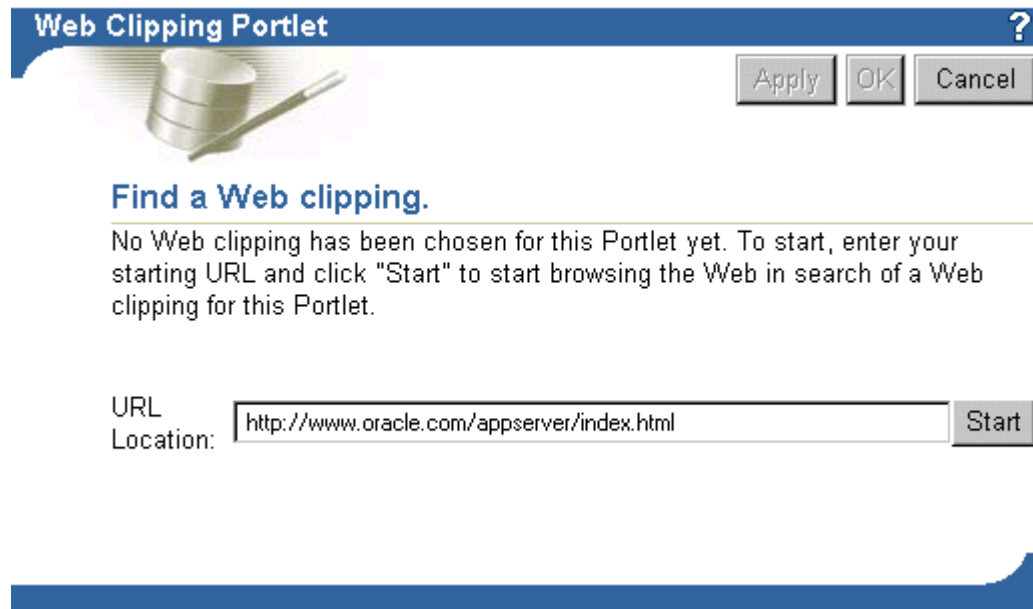 Web Clipping Portlet ?
Apply OK Cancel
Find a Web clipping.
No Web clipping has been chosen for this Portlet yet. To start, enter your
starting URL and click "Start" to start browsing the Web in search of a Web
clipping for this Portlet.
URL
Location: http://www.oracle.com/appserver/index.html Start